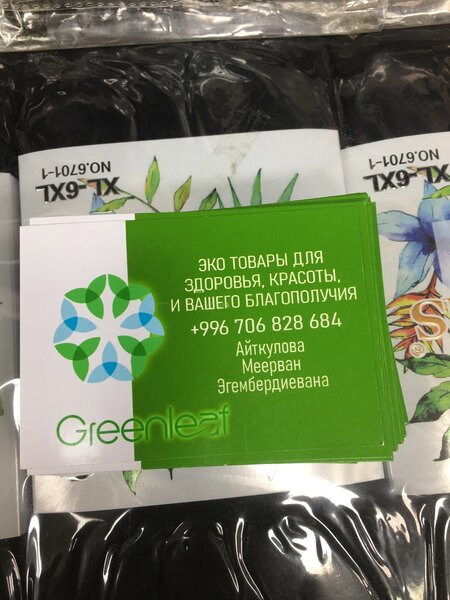 NO.6701-1
XL-6XL
NO.6701-1
XL-6XL
ЭКО ТОВАРЫ ДЛЯ
ЗДОРОВЬЯ, КРАСОТЫ,
И ВАШЕГО БЛАГОПОЛУЧИЯ
+996 706 828 684
Айткулова
Меерван
Эгембердиевана
Greenleaf